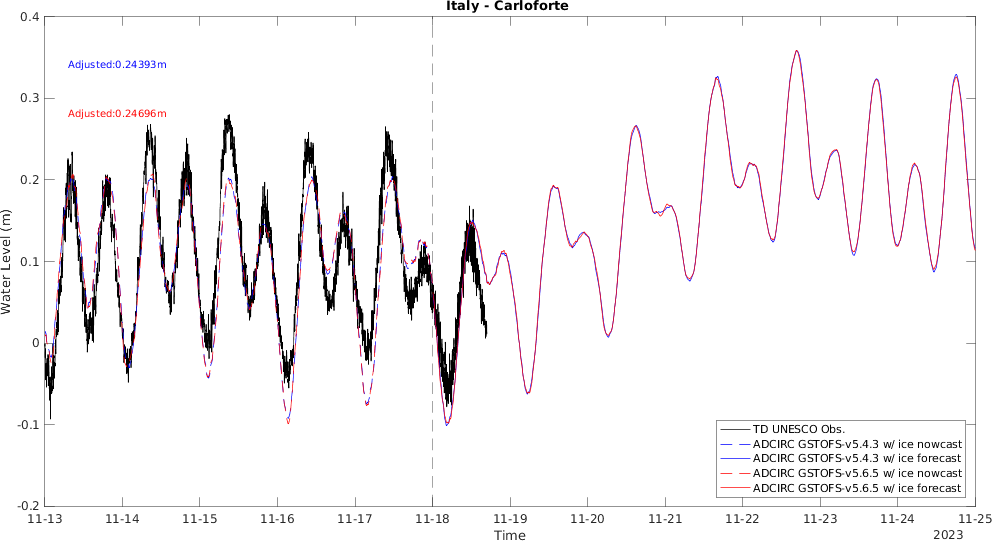 Italy - Carloforte
0.4
0.3
0.2
0.1
0
-0.1
-0.2
Water Level (m)
Adjusted:0.24393m
Adjusted:0.24696m
TD UNESCO Obs.
ADCIRC GSTOFS-v5.4.3 w/ ice nowcast
ADCIRC GSTOFS-v5.4.3 w/ ice forecast
ADCIRC GSTOFS-v5.6.5 w/ ice nowcast
ADCIRC GSTOFS-v5.6.5 w/ ice forecast
11-13 11-14 11-15 11-16 11-17 11-18 11-19 11-20 11-21 11-22 11-23 11-24 11-25
Time
2023